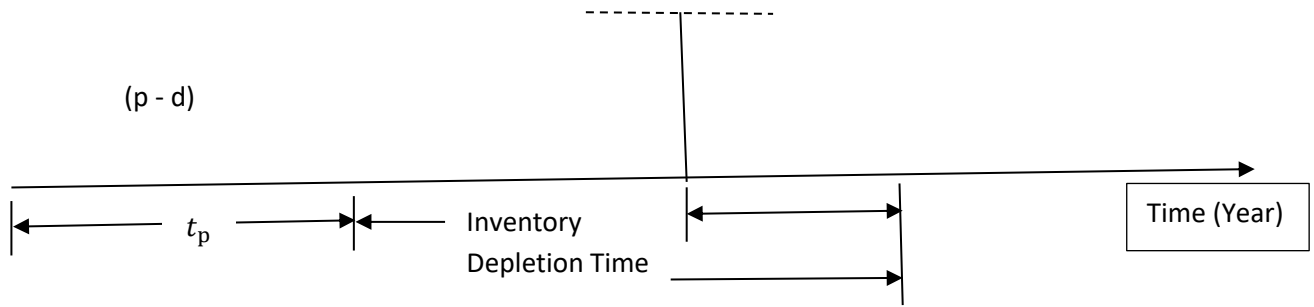 (p - d)
t_p
Inventory
Depletion Time
Time (Year)